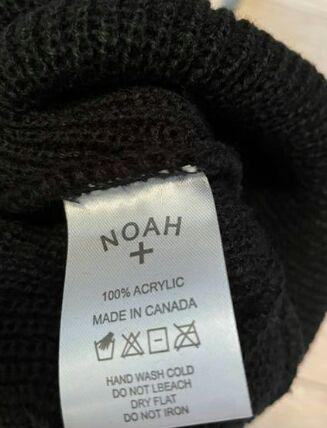 NOAH
+
100% ACRYLIC
MADE IN CANADA
HAND WASH COLD
DO NOT LBEACH
DRY FLAT
DO NOT IRON